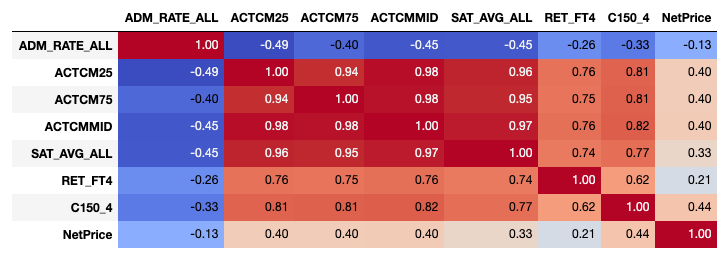 ADM_RATE_ALL ACTCM25 ACTCM75 ACTCMMID SAT_AVG_ALL RET_FT4 C150_4 NetPrice
ADM_RATE_ALL 1.00 -0.49 -0.40 -0.45 -0.45 -0.26 -0.33 -0.13
ACTCM25 -0.49 1.00 0.94 0.98 0.96 0.76 0.81 0.40
ACTCM75 -0.40 0.94 1.00 0.98 0.95 0.75 0.81 0.40
ACTCMMID -0.45 0.98 0.98 1.00 0.97 0.76 0.82 0.40
SAT_AVG_ALL -0.45 0.96 0.95 0.97 1.00 0.74 0.77 0.33
RET_FT4 -0.26 0.76 0.75 0.76 0.74 1.00 0.62 0.21
C150_4 -0.33 0.81 0.81 0.82 0.77 0.62 1.00 0.44
NetPrice -0.13 0.40 0.40 0.40 0.33 0.21 0.44 1.00